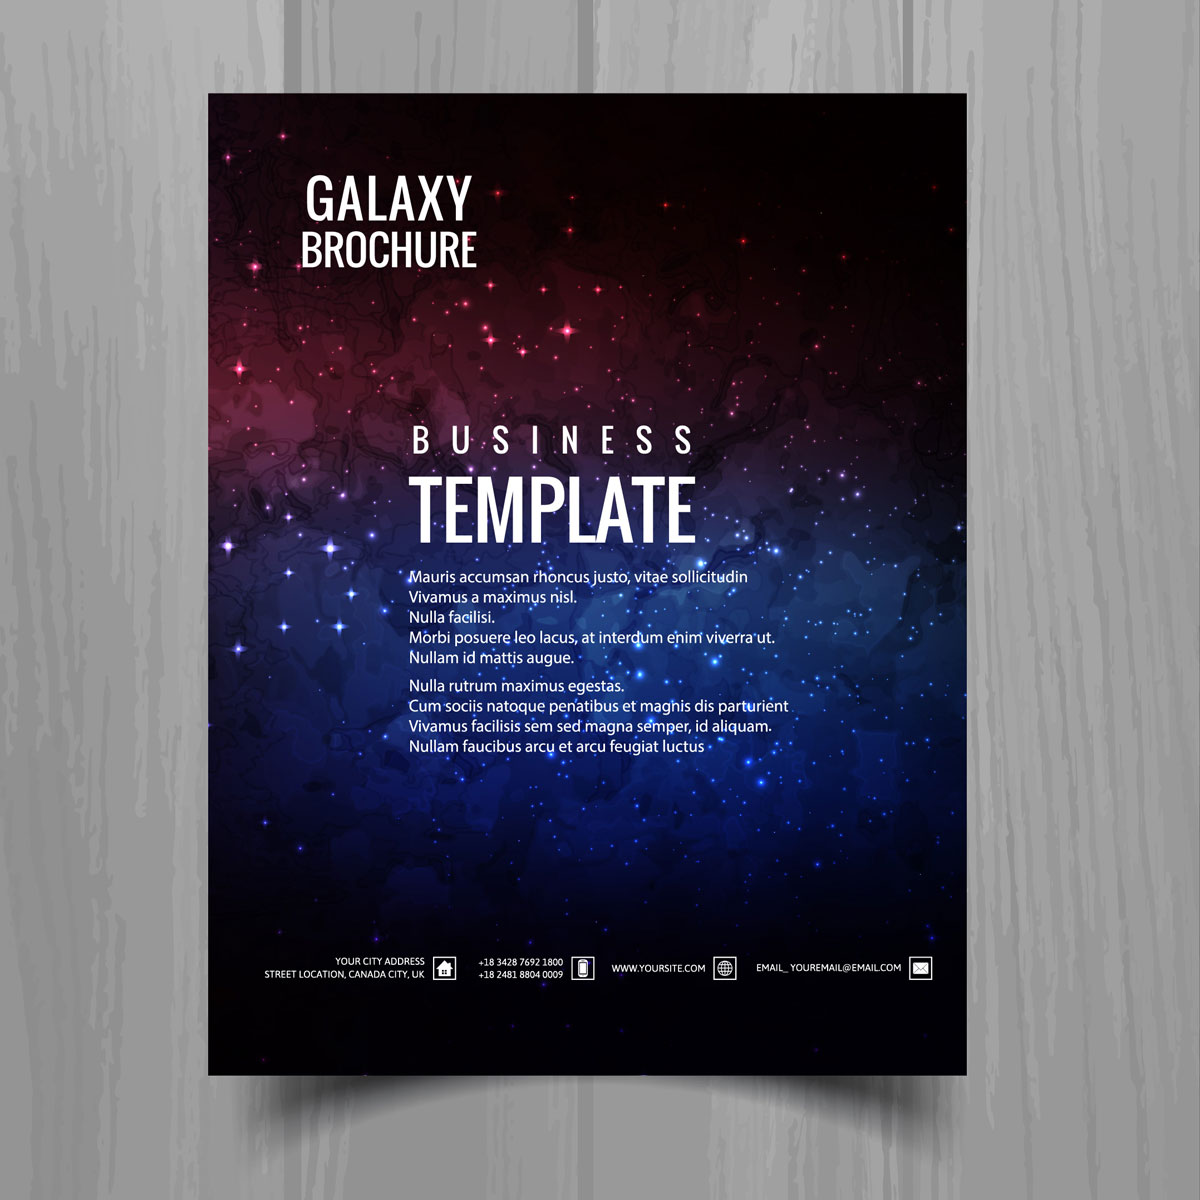 GALAXY
BROCHURE
BUSINESS
TEMPLATE
Mauris accumsan rhoncus justo, vitae sollicitudin
Vivamus a maximus nisl.
Nulla facilisi.
Morbi posuere leo lacus, at interdum enim viverra ut.
Nullam id mattis augue.
Nulla rutrum maximus egestas.
Cum sociis natoque penatibus et magnis dis parturient
Vivamus facilisis sem sed magna semper, id aliquam.
Nullam faucibus arcu et arcu feugiat luctus
YOUR CITY ADDRESS
STREET LOCATION, CANADA CITY, UK
+18 3428 7692 1800
+18 2481 8804 0009
WWW.YOURSITE.COM
EMAIL_ YOUREMAIL@EMAIL.COM